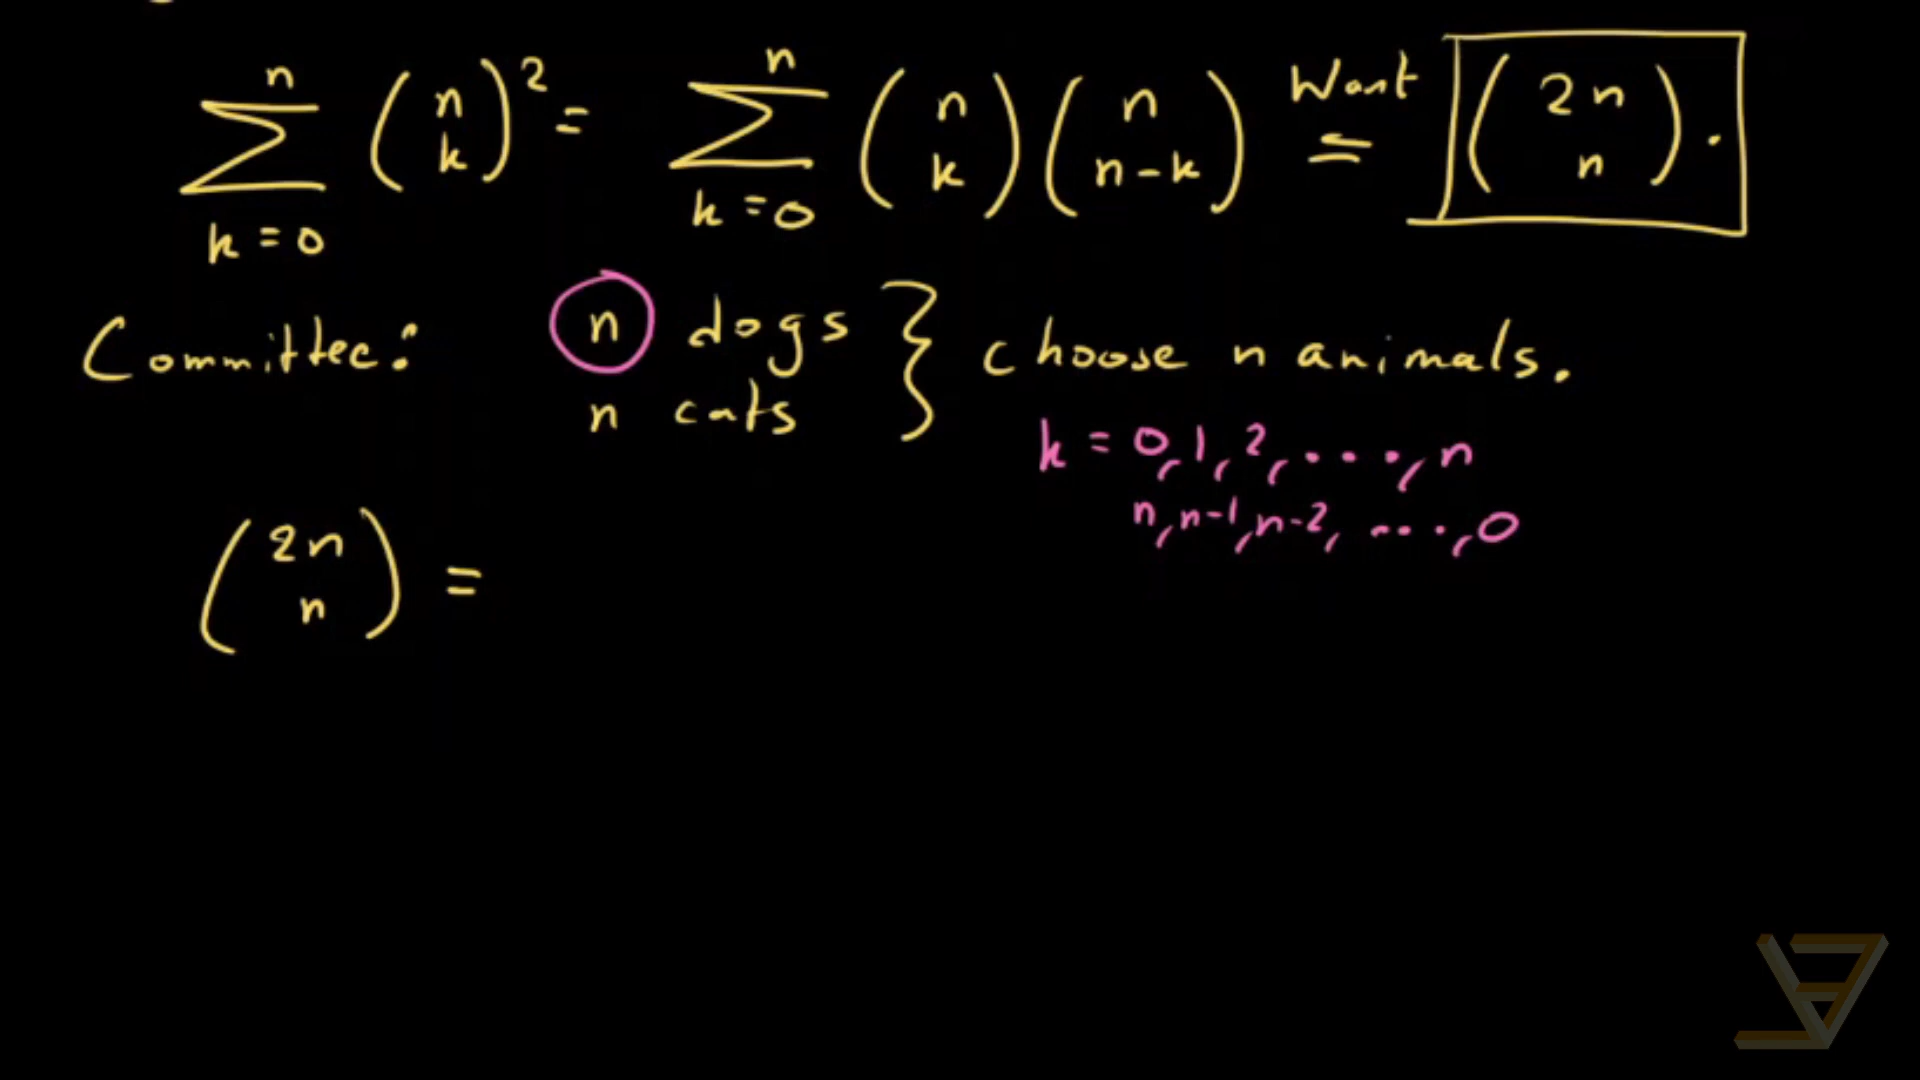 n n
∑ (n k)² = ∑ (n k)(n n-k) Want = (2n n).
k=0 k=0
Committee: n dogs } choose n animals.
n cats
k = 0,1,2,...,n
n,n-1,n-2,...,0
(2n n) =